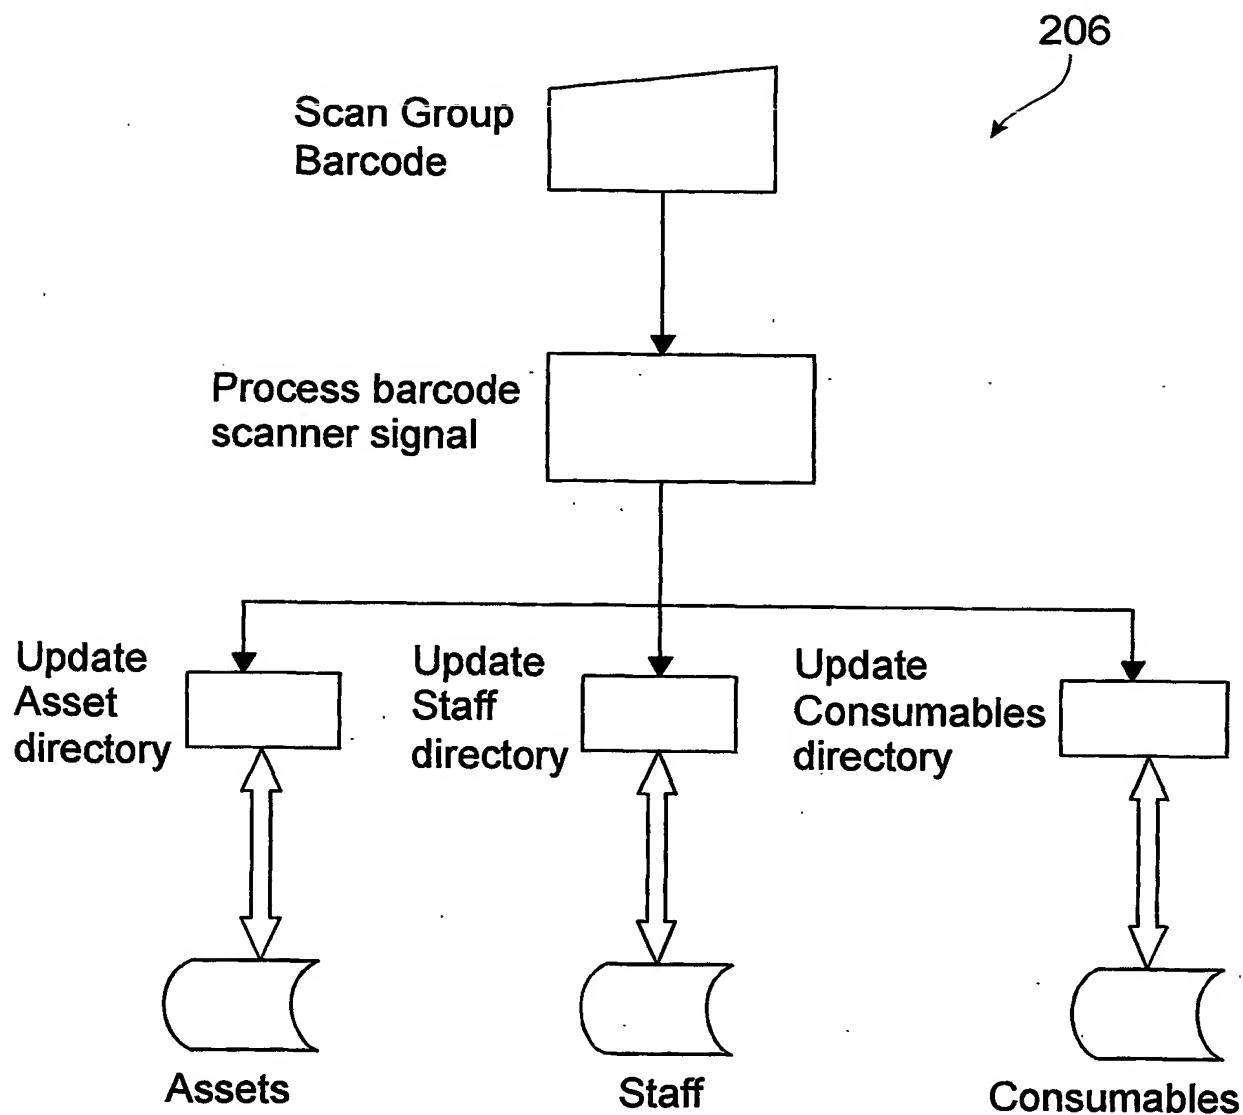 206
Scan Group
Barcode
Process barcode
scanner signal
Update
Asset
directory
Update
Staff
directory
Update
Consumables
directory
Assets
Staff
Consumables